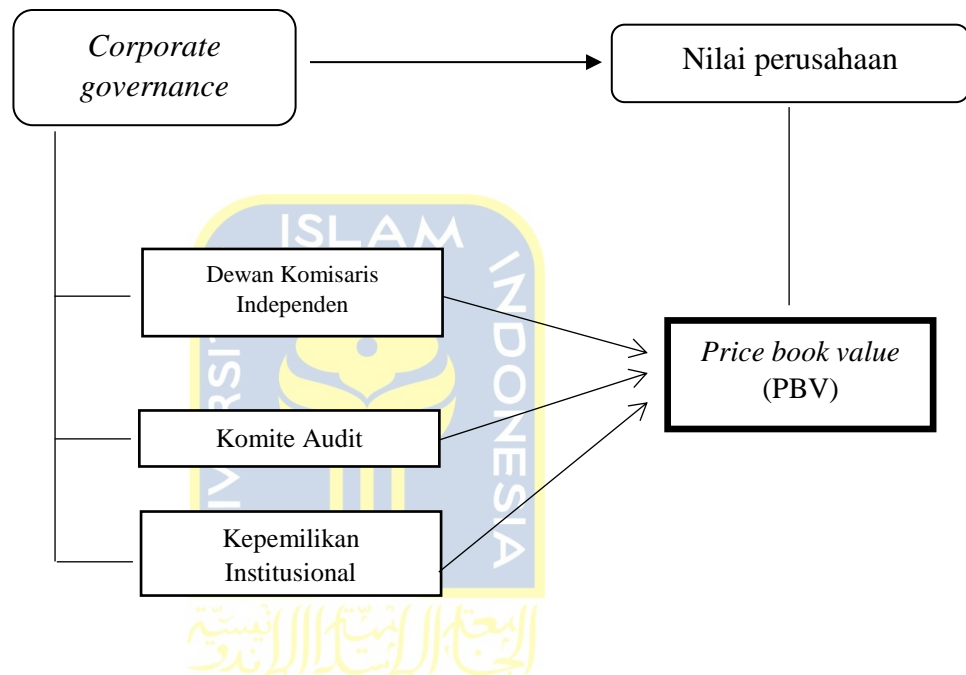 Corporate
governance
Nilai perusahaan
ISLAM
INDONESIA
Dewan Komisaris
Independen
Price book value
(PBV)
Komite Audit
Kepemilikan
Institusional